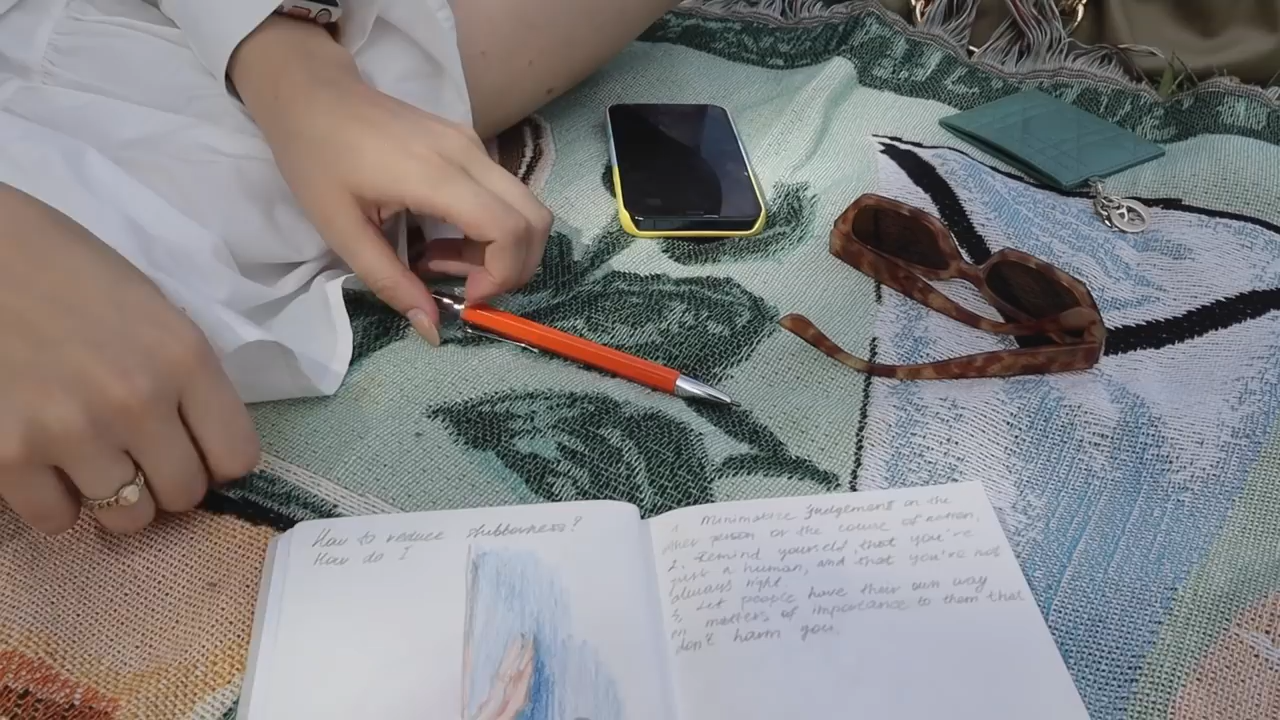 How to reduce stubborness?
How do I
1. Minimalize judgement on the
other person or the course of action,
2. Remind yourself that you're
just a human, and that you're not
always right.
3. Let people have their own way
in matters of importance to them that
don't harm you.